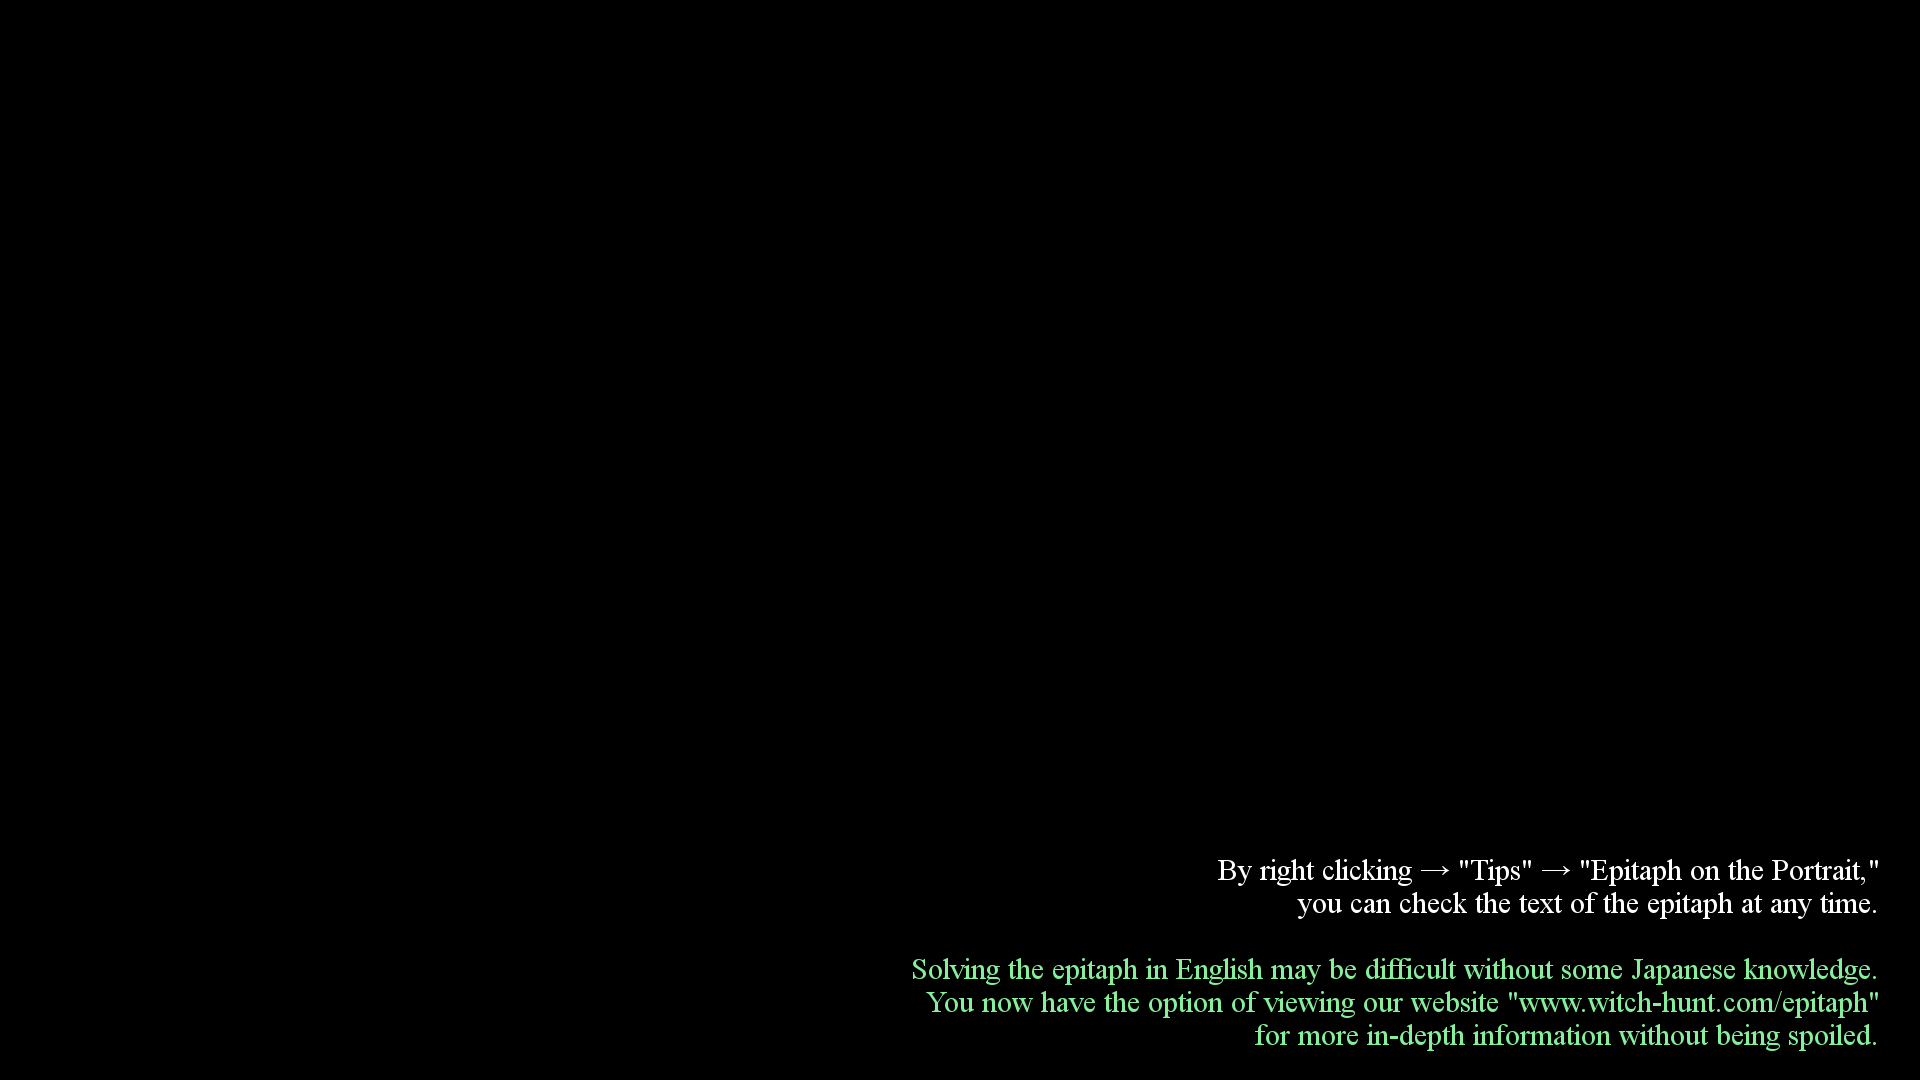 By right clicking → "Tips" → "Epitaph on the Portrait,"
you can check the text of the epitaph at any time.
Solving the epitaph in English may be difficult without some Japanese knowledge.
You now have the option of viewing our website "www.witch-hunt.com/epitaph"
for more in-depth information without being spoiled.